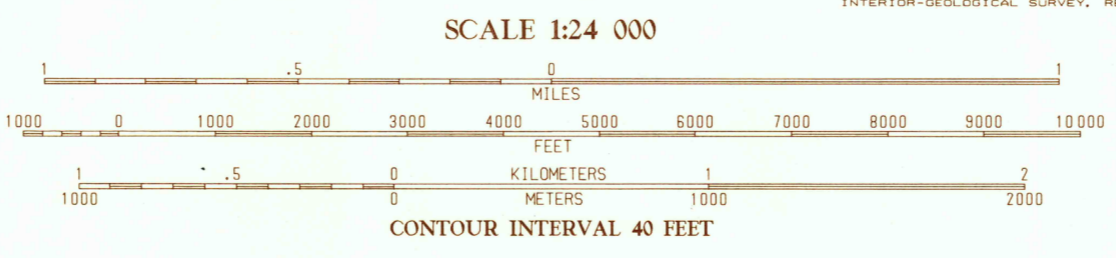 INTERIOR-GEOLOGICAL SURVEY,
SCALE 1:24 000
1 .5 0 1
MILES
1000 0 1000 2000 3000 4000 5000 6000 7000 8000 9000 10000
FEET
1 .5 0 KILOMETERS 1 2
1000 0 METERS 1000 2000
CONTOUR INTERVAL 40 FEET